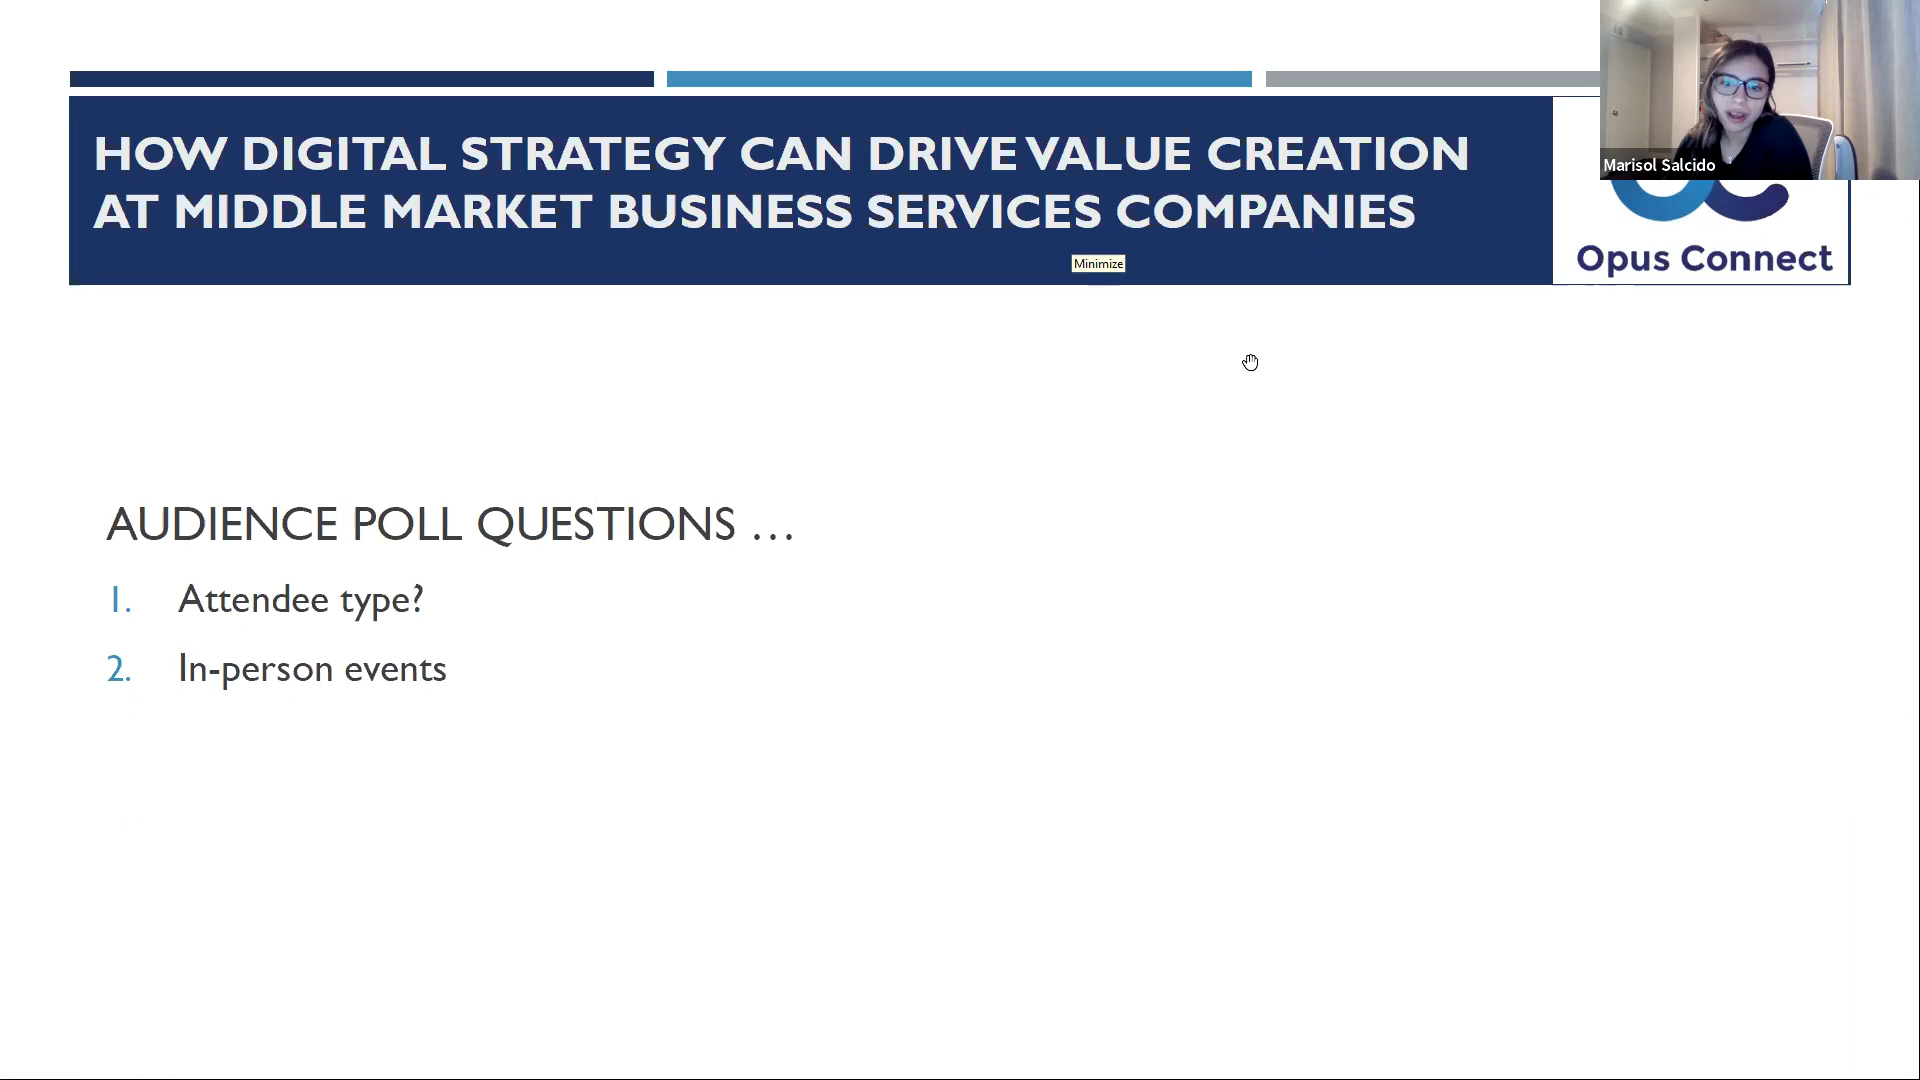 HOW DIGITAL STRATEGY CAN DRIVE VALUE CREATION
AT MIDDLE MARKET BUSINESS SERVICES COMPANIES
Marisol Salcido
Opus Connect
Minimize
AUDIENCE POLL QUESTIONS …
1. Attendee type?
2. In-person events